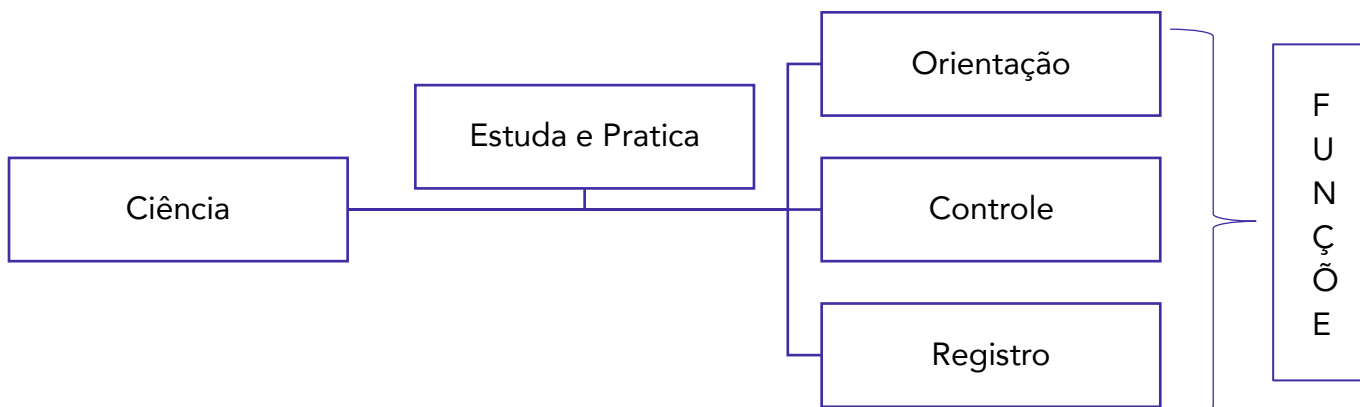 Ciência
Estuda e Pratica
Orientação
Controle
Registro
F
U
N
Ç
Õ
E